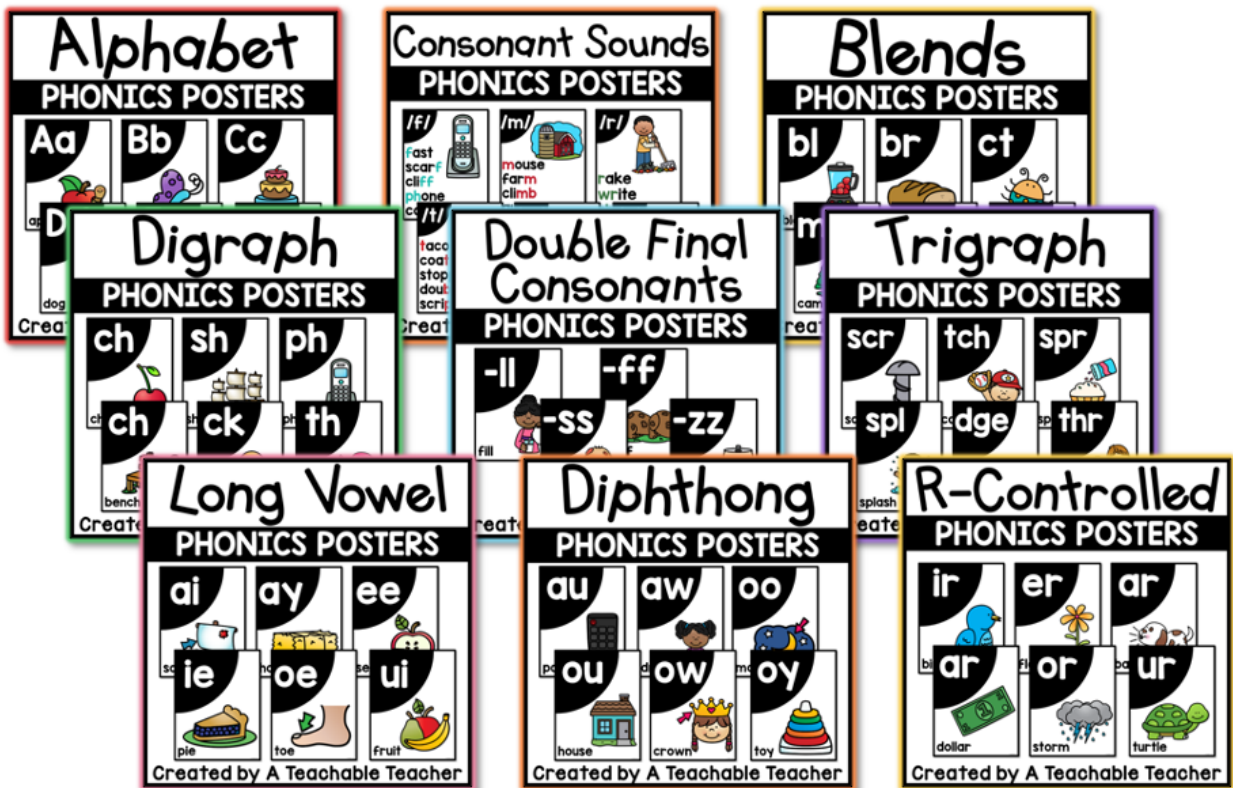 Alphabet
PHONICS POSTERS
Aa
Bb
Cc
Consonant Sounds
PHONICS POSTERS
/f/
fast
scarf
cliff
phone
/m/
mouse
farm
climb
/r/
rake
write
/t/
taco
Blends
PHONICS POSTERS
bl
br
ct
dog
Digraph
PHONICS POSTERS
ch
sh
ph
ch
ck
th
bench
Double Final
Consonants
PHONICS POSTERS
-ll
-ff
-ss
-zz
fill
Trigraph
PHONICS POSTERS
scr
tch
spr
spl
dge
thr
splash
Long Vowel
PHONICS POSTERS
ai
ay
ee
ie
oe
ui
pie
toe
fruit
Created by A Teachable Teacher
Diphthong
PHONICS POSTERS
au
aw
oo
ou
ow
oy
house
crown
toy
Created by A Teachable Teacher
R-Controlled
PHONICS POSTERS
ir
er
ar
ar
or
ur
dollar
storm
turtle
Created by A Teachable Teacher